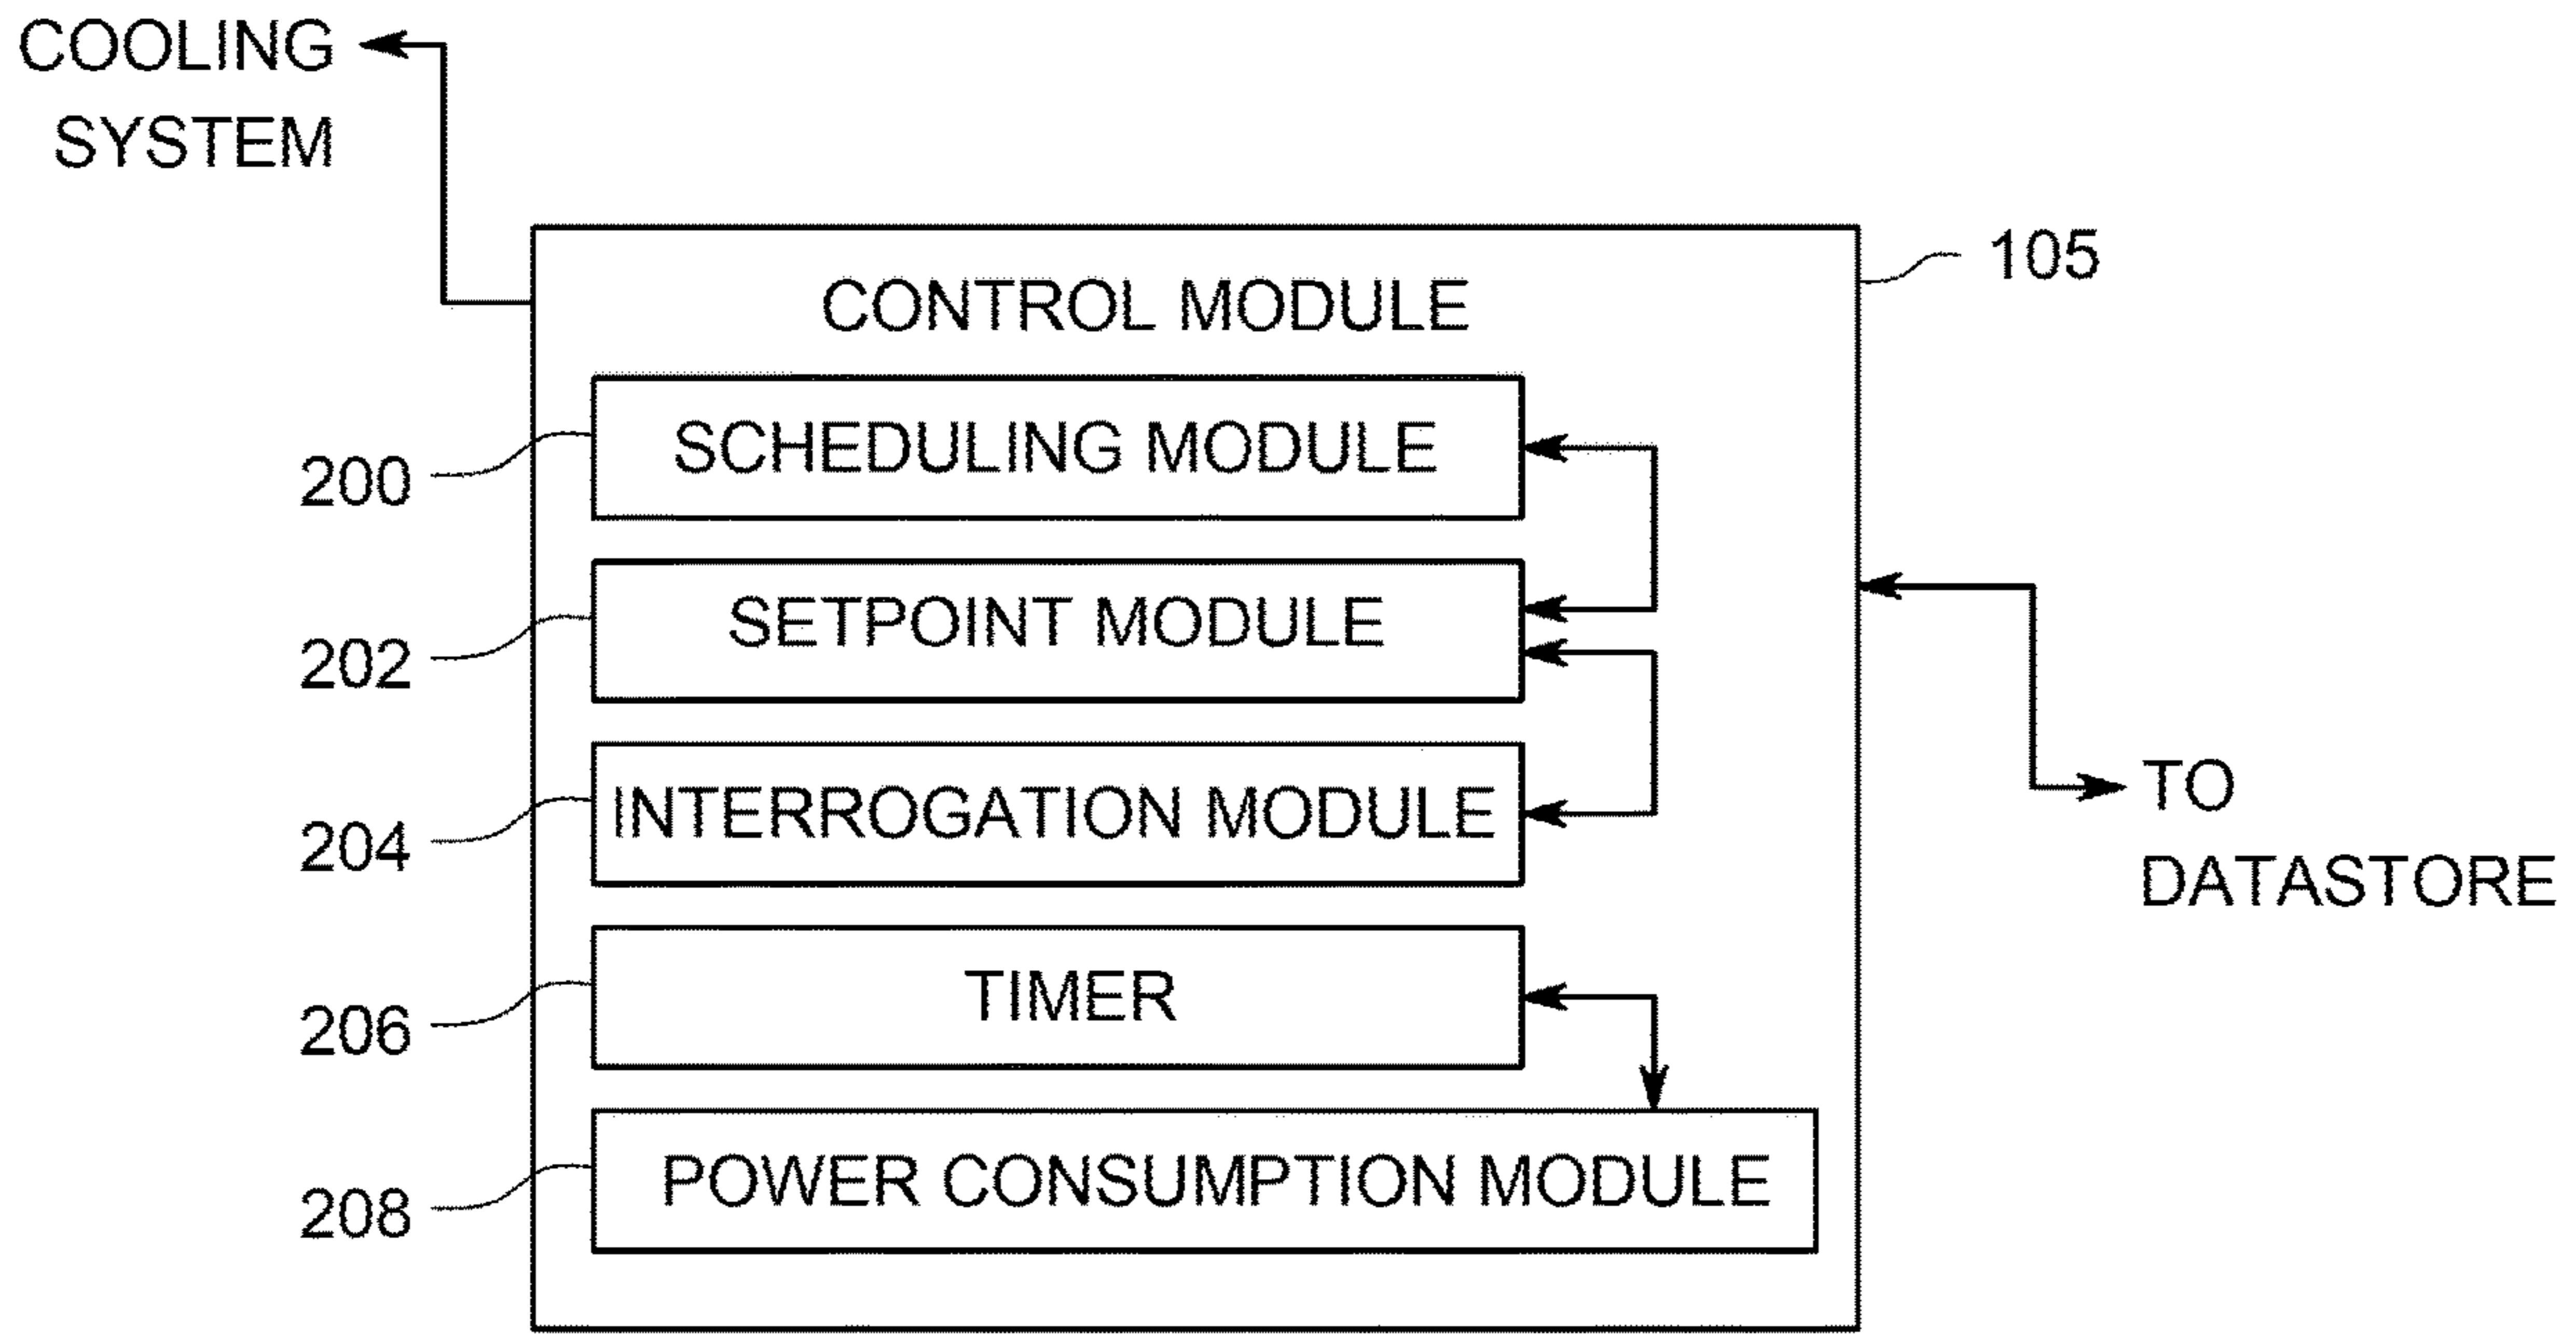 COOLING
SYSTEM
105
CONTROL MODULE
200
SCHEDULING MODULE
202
SETPOINT MODULE
204
INTERROGATION MODULE
TO
DATASTORE
206
TIMER
208
POWER CONSUMPTION MODULE